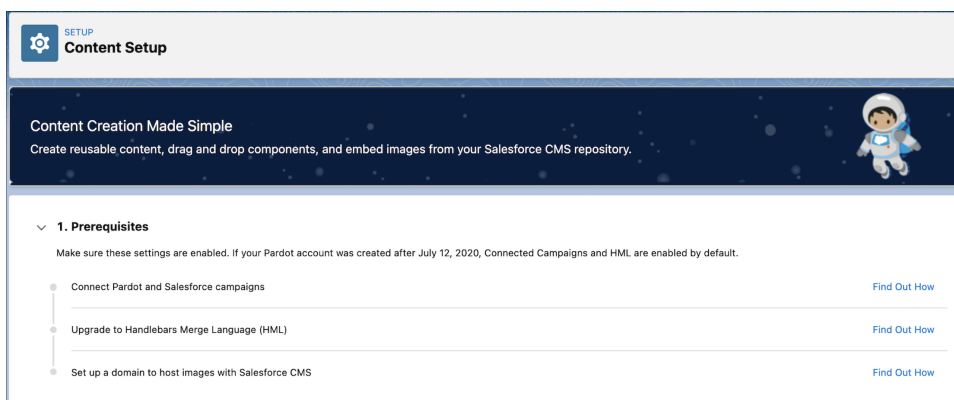 SETUP
Content Setup
Content Creation Made Simple
Create reusable content, drag and drop components, and embed images from your Salesforce CMS repository.
1. Prerequisites
Make sure these settings are enabled. If your Pardot account was created after July 12, 2020, Connected Campaigns and HML are enabled by default.
Connect Pardot and Salesforce campaigns
Find Out How
Upgrade to Handlebars Merge Language (HML)
Find Out How
Set up a domain to host images with Salesforce CMS
Find Out How